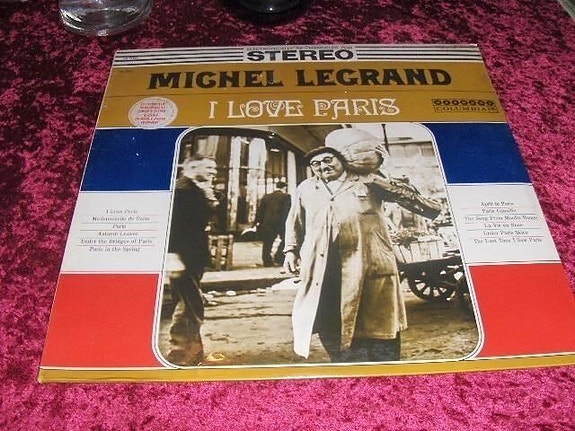 STEREO
MICHEL LEGRAND
I LOVE PARIS
COLUMBIA
I Love Paris
Mademoiselle de Paris
Paris
Autumn Leaves
Under the Bridges of Paris
Paris in the Spring
April in Paris
Paris Canaille
The Song From Moulin Rouge
La Vie en Rose
Under Paris Skies
The Last Time I Saw Paris